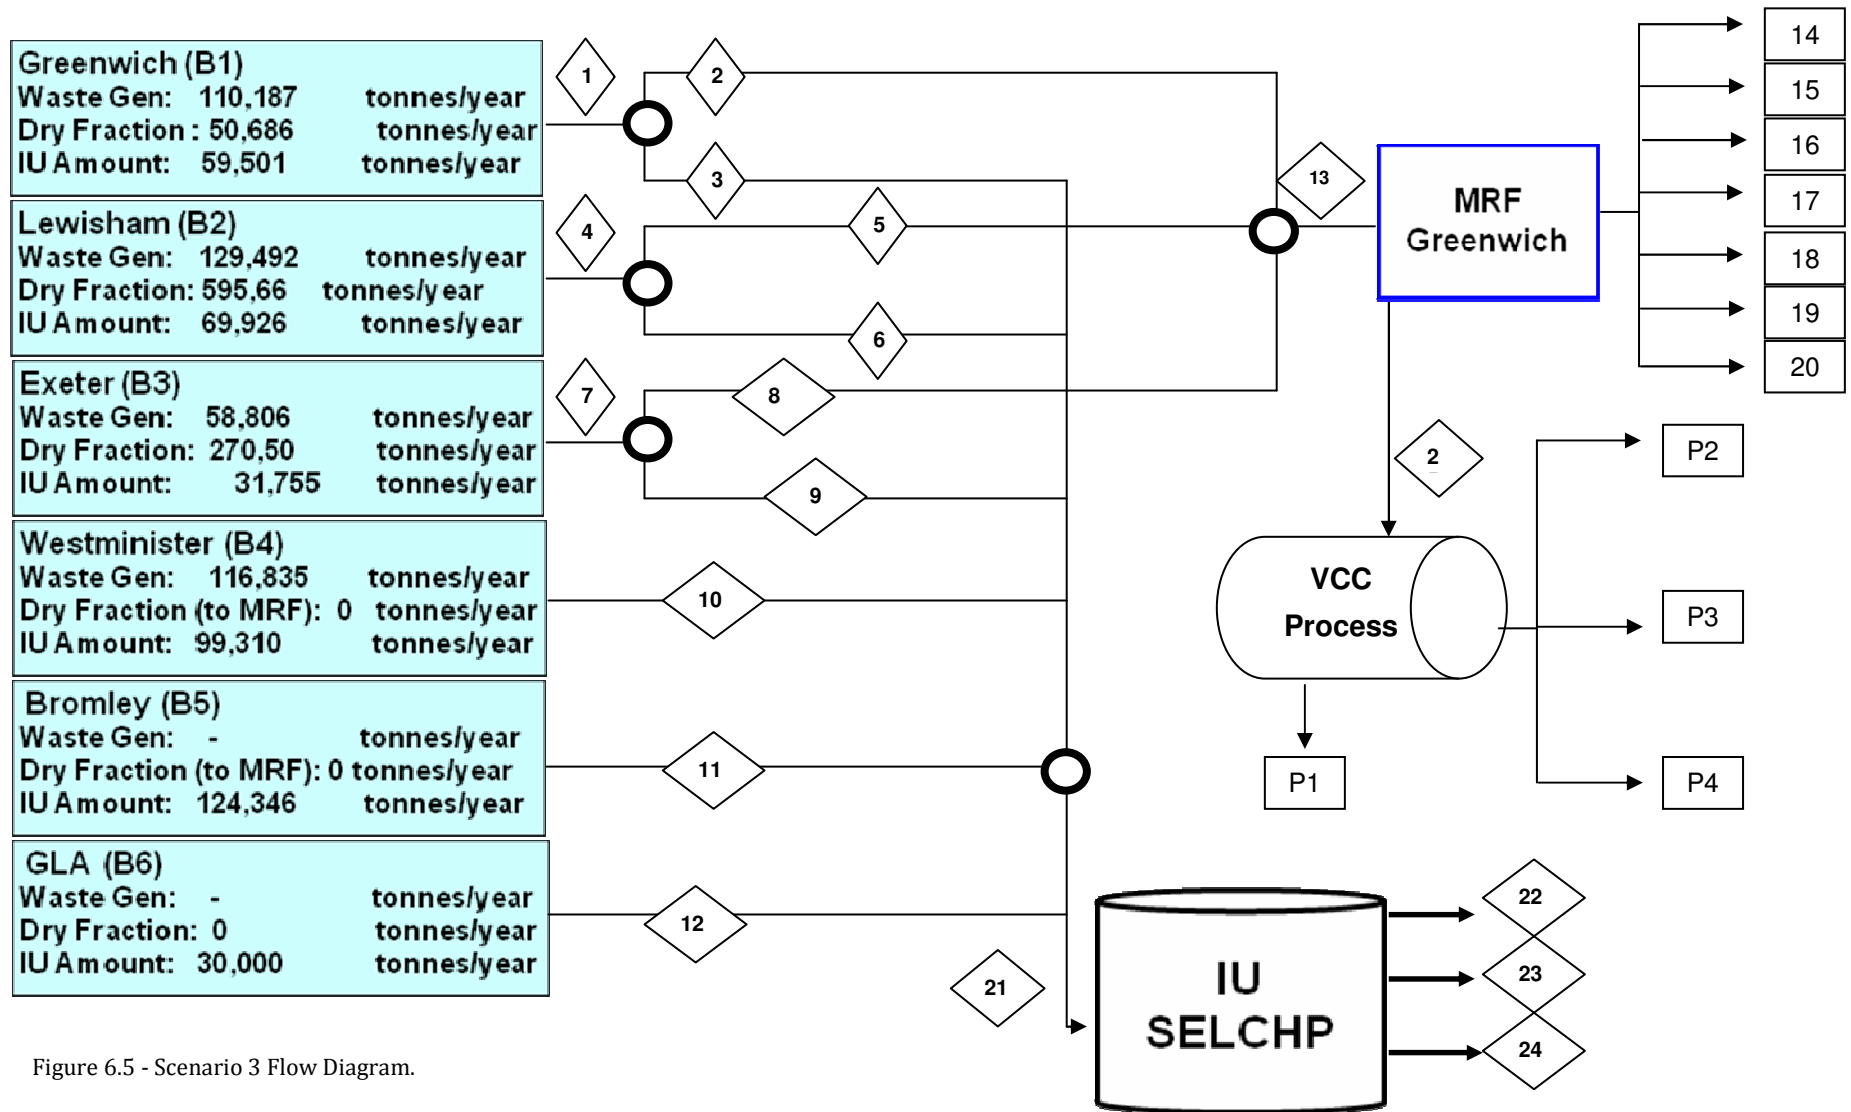 Greenwich (B1)
Waste Gen: 110,187 tonnes/year
Dry Fraction : 50,686 tonnes/year
IU Amount: 59,501 tonnes/year
Lewisham (B2)
Waste Gen: 129,492 tonnes/year
Dry Fraction: 595,66 tonnes/year
IU Amount: 69,926 tonnes/year
Exeter (B3)
Waste Gen: 58,806 tonnes/year
Dry Fraction: 270,50 tonnes/year
IU Amount: 31,755 tonnes/year
Westminister (B4)
Waste Gen: 116,835 tonnes/year
Dry Fraction (to MRF): 0 tonnes/year
IU Amount: 99,310 tonnes/year
Bromley (B5)
Waste Gen: - tonnes/year
Dry Fraction (to MRF): 0 tonnes/year
IU Amount: 124,346 tonnes/year
GLA (B6)
Waste Gen: - tonnes/year
Dry Fraction: 0 tonnes/year
IU Amount: 30,000 tonnes/year
1
2
3
4
5
6
7
8
9
10
11
12
13
MRF
Greenwich
14
15
16
17
18
19
20
2
VCC
Process
P1
P2
P3
P4
21
IU
SELCHP
22
23
24
Figure 6.5 - Scenario 3 Flow Diagram.